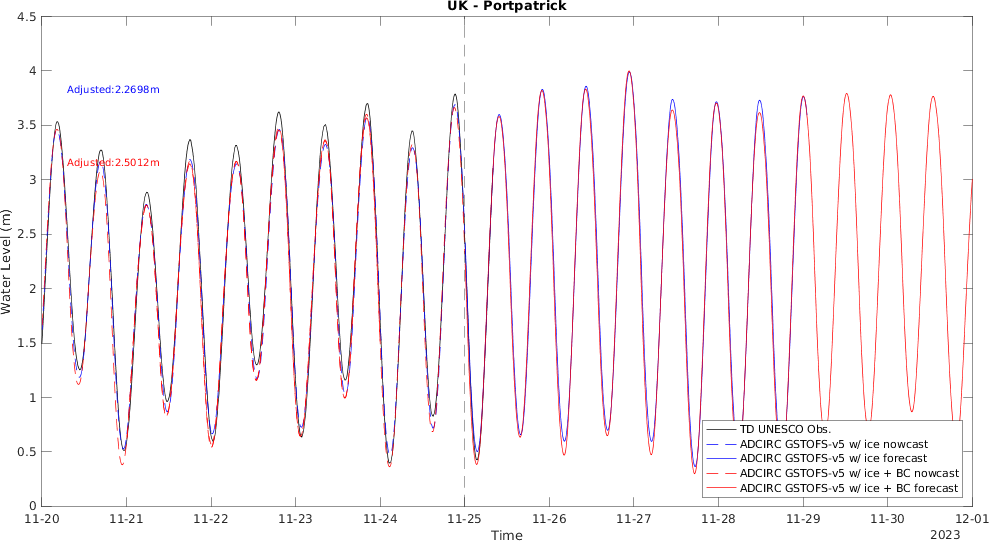 UK - Portpatrick
4.5
4
3.5
3
2.5
2
1.5
1
0.5
0
Water Level (m)
Adjusted:2.2698m
Adjusted:2.5012m
TD UNESCO Obs.
ADCIRC GSTOFS-v5 w/ ice nowcast
ADCIRC GSTOFS-v5 w/ ice forecast
ADCIRC GSTOFS-v5 w/ ice + BC nowcast
ADCIRC GSTOFS-v5 w/ ice + BC forecast
11-20 11-21 11-22 11-23 11-24 11-25 11-26 11-27 11-28 11-29 11-30 12-01
Time
2023